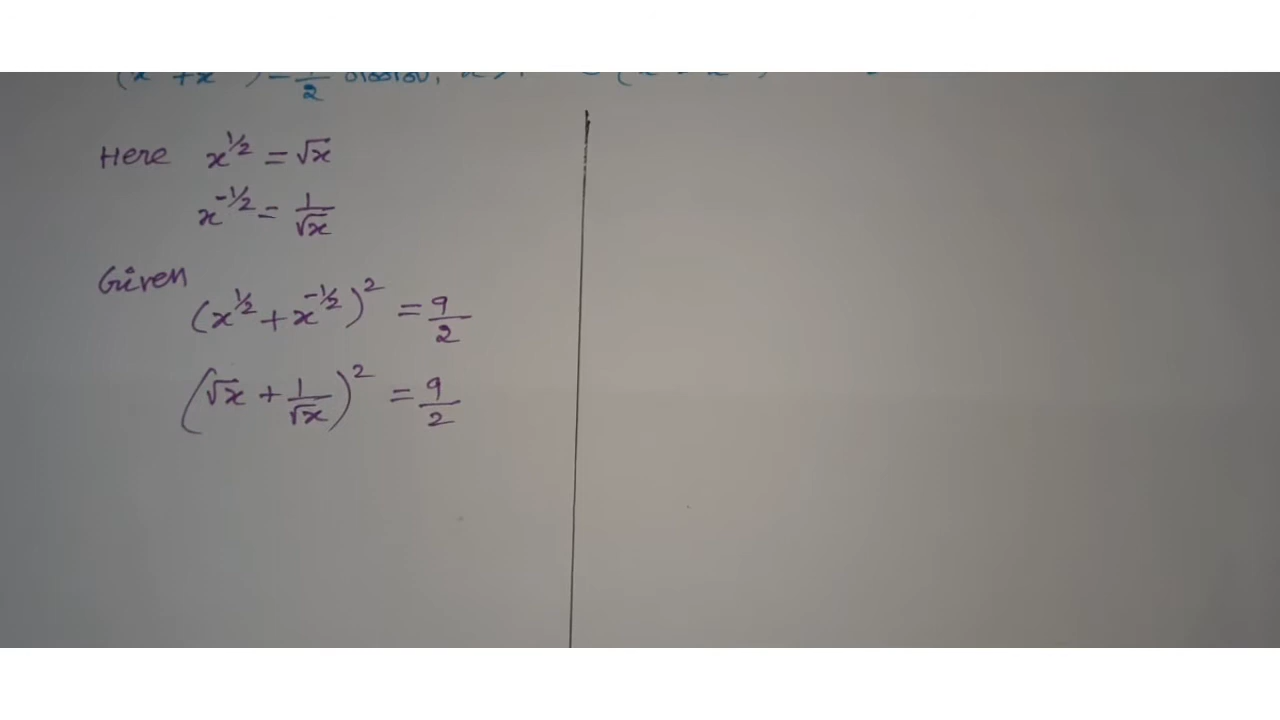 Here x^{1/2} = √x
x^{-1/2} = 1/√x
Given
(x^{1/2} + x^{-1/2})^2 = 9/2
(√x + 1/√x)^2 = 9/2